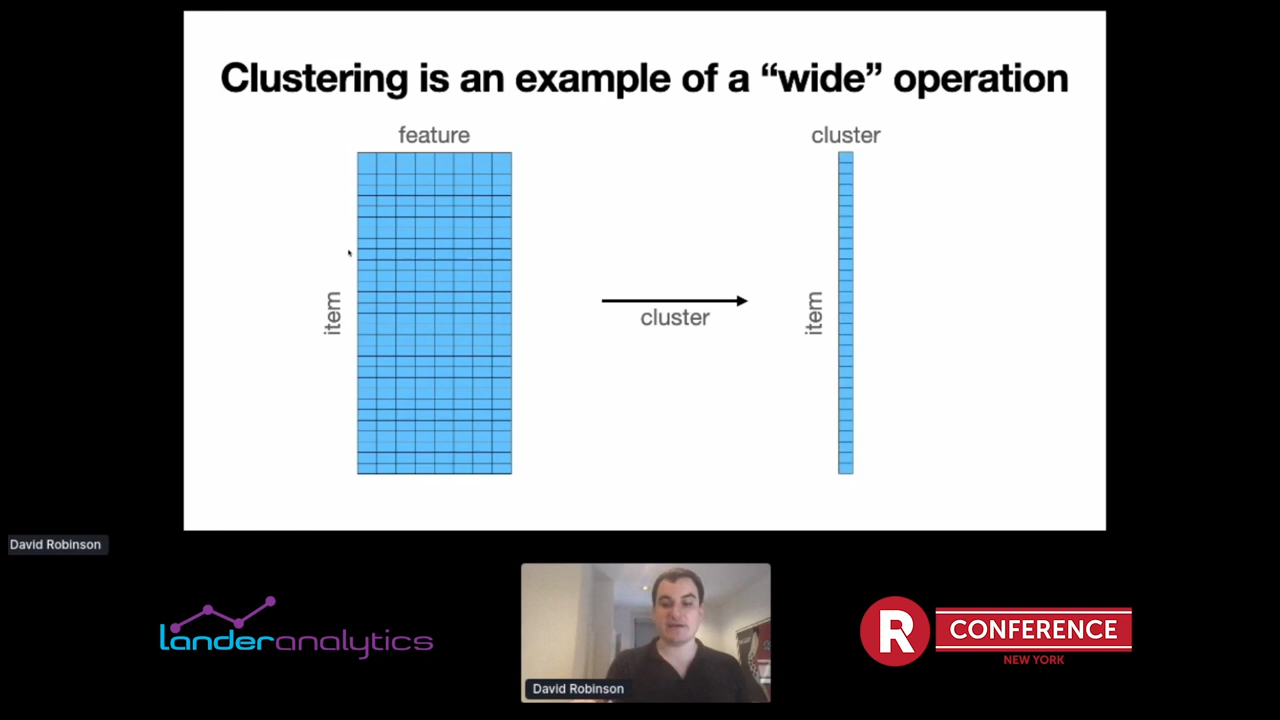 Clustering is an example of a “wide” operation
feature
cluster
item
cluster
item
David Robinson
landeranalytics
David Robinson
R
CONFERENCE
NEW YORK